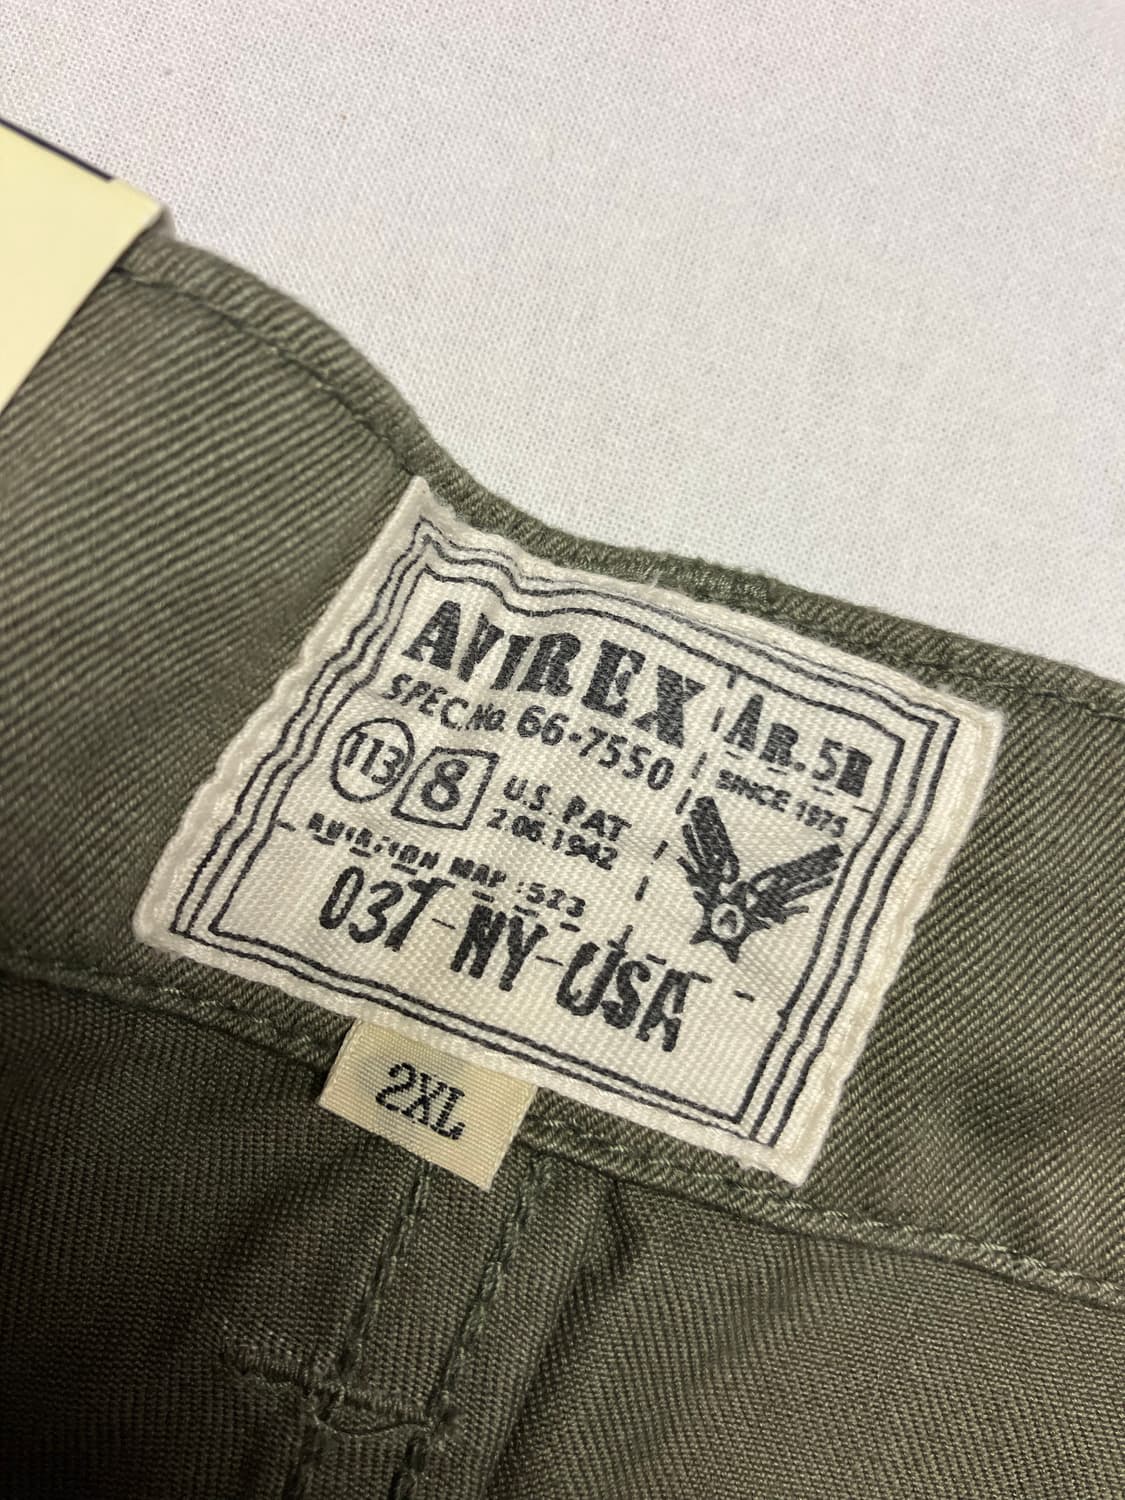 AVIREX
SPEC.No. 66-7550
113 8 U.S. PAT
2.06.1942
AVIATION MAP :523
037-NY-USA
AR.5B
SINCE 1975
2XL